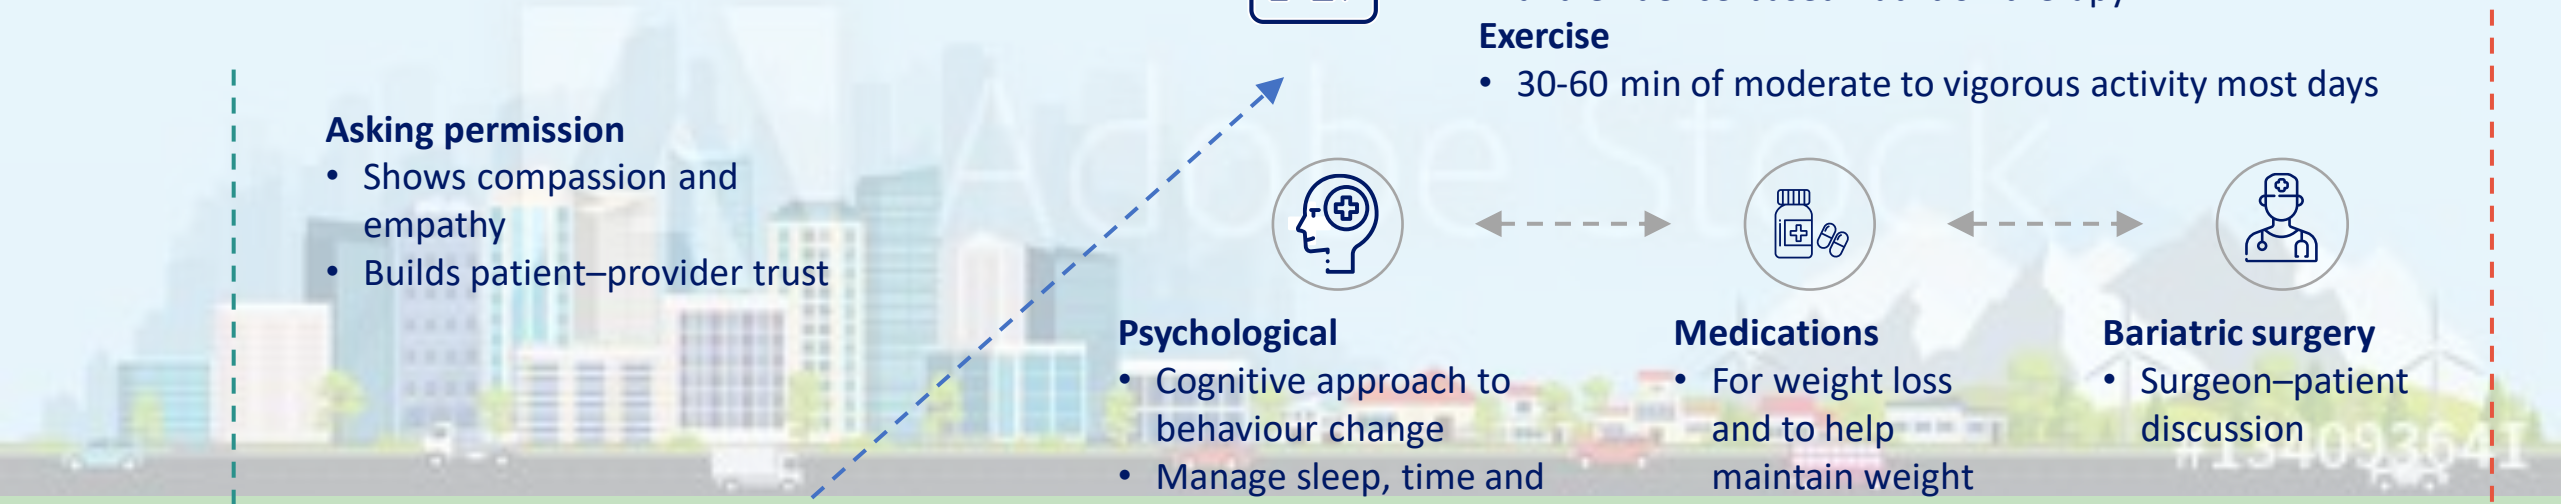 Exercise
• 30-60 min of moderate to vigorous activity most days
Asking permission
• Shows compassion and
empathy
• Builds patient–provider trust
Psychological
• Cognitive approach to
behaviour change
• Manage sleep, time and
Medications
• For weight loss
and to help
maintain weight
Bariatric surgery
• Surgeon–patient
discussion
Adobe Stock